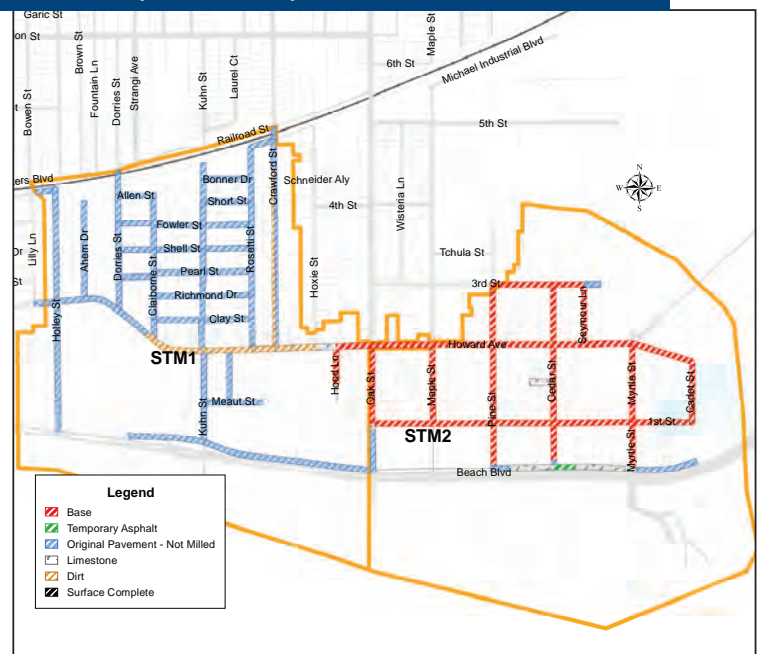 Garic St
on St
Brown St
Fountain Ln
Dorries St
Strangi Ave
Kuhn St
Laurel Ct
Maple St
6th St
Michael Industrial Blvd
Bowen St
5th St
Railroad St
ers Blvd
Bonner Dr
Crawford St
Schneider Aly
N
W
E
S
Allen St
Short St
4th St
Wisteria Ln
Fowler St
Lilly Ln
Ahern Dr
Dorries St
Shell St
Rosetti St
Hoxie St
Tchula St
Dr
Pearl St
St
Claiborne St
Richmond Dr
3rd St
Seymour Ln
Holley St
Clay St
STM1
Howard Ave
Hood Ln
Oak St
Maple St
Pine St
Cedar St
Myrtle St
Cadet St
Kuhn St
Meaut St
1st St
STM2
Myrtle St
Beach Blvd
Legend
Base
Temporary Asphalt
Original Pavement - Not Milled
Limestone
Dirt
Surface Complete